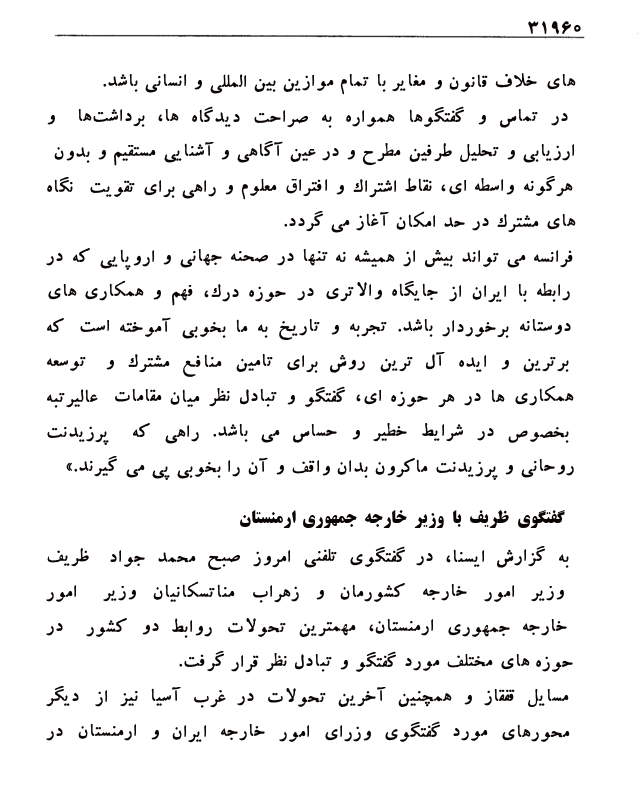 ۳۱۹۶۰
های خلاف قانون و مغایر با تمام موازین بین المللی و انسانی باشد.
در تماس و گفتگوها همواره به صراحت دیدگاه ها، برداشت‌ها و
ارزیابی و تحلیل طرفین مطرح و در عین آگاهی و آشنایی مستقیم و بدون
هرگونه واسطه ای، نقاط اشتراك و افتراق معلوم و راهی برای تقویت نگاه
های مشترك در حد امکان آغاز می گردد.
فرانسه می تواند بیش از همیشه نه تنها در صحنه جهانی و اروپایی که در
رابطه با ایران از جایگاه والاتری در حوزه درك، فهم و همکاری های
دوستانه برخوردار باشد. تجربه و تاریخ به ما بخوبی آموخته است که
برترین و ایده آل ترین روش برای تامین منافع مشترك و توسعه
همکاری ها در هر حوزه ای، گفتگو و تبادل نظر میان مقامات عالیرتبه
بخصوص در شرایط خطیر و حساس می باشد. راهی که پرزیدنت
روحانی و پرزیدنت ماکرون بدان واقف و آن را بخوبی پی می گیرند.»
گفتگوی ظریف با وزیر خارجه جمهوری ارمنستان
به گزارش ایسنا، در گفتگوی تلفنی امروز صبح محمد جواد ظریف
وزیر امور خارجه کشورمان و زهراب مناتسکانیان وزیر امور
خارجه جمهوری ارمنستان، مهمترین تحولات روابط دو کشور در
حوزه های مختلف مورد گفتگو و تبادل نظر قرار گرفت.
مسایل قفقاز و همچنین آخرین تحولات در غرب آسیا نیز از دیگر
محورهای مورد گفتگوی وزرای امور خارجه ایران و ارمنستان در